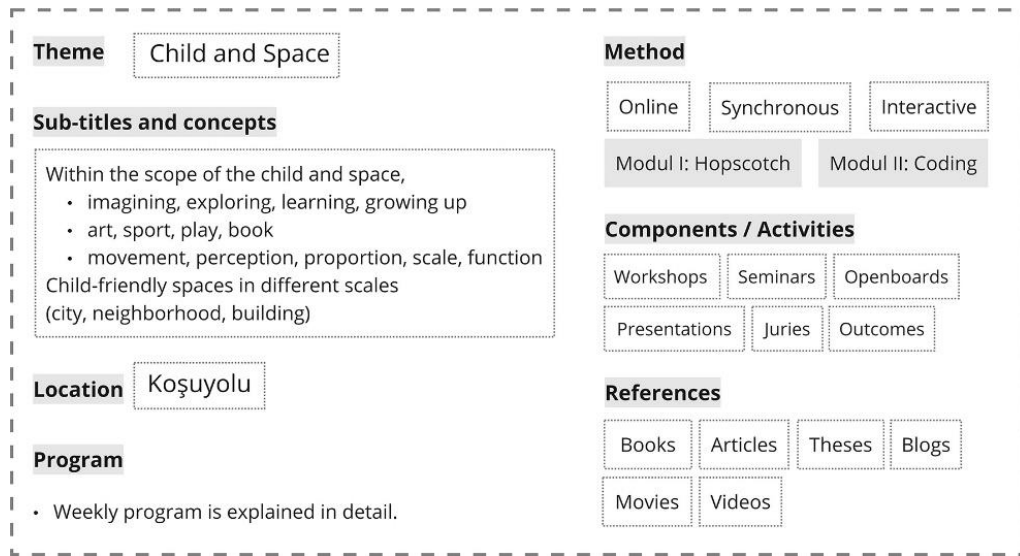 Theme
Child and Space
Sub-titles and concepts
Within the scope of the child and space,
• imagining, exploring, learning, growing up
• art, sport, play, book
• movement, perception, proportion, scale, function
Child-friendly spaces in different scales
(city, neighborhood, building)
Location
Koşuyolu
Program
• Weekly program is explained in detail.
Method
Online Synchronous Interactive
Modul I: Hopscotch Modul II: Coding
Components / Activities
Workshops Seminars Openboards
Presentations Juries Outcomes
References
Books Articles Theses Blogs
Movies Videos